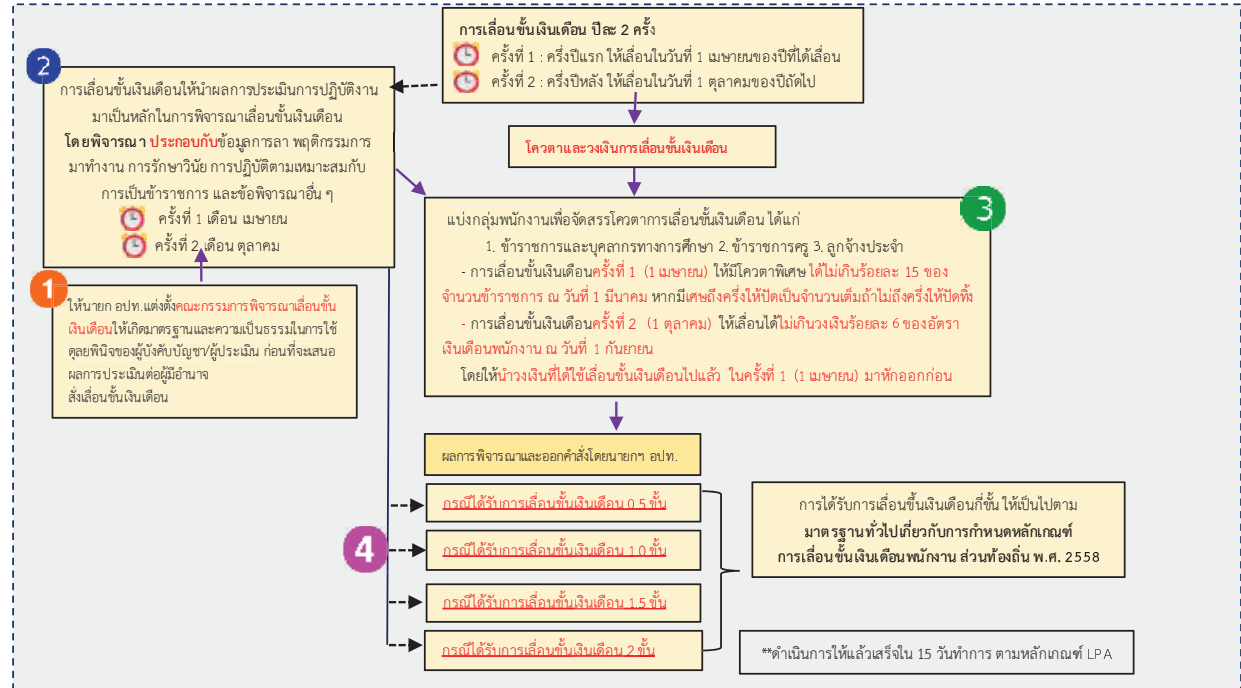 การเลื่อนขั้นเงินเดือน ปีละ 2 ครั้ง
ครั้งที่ 1 : ครึ่งปีแรก ให้เลื่อนในวันที่ 1 เมษายนของปีที่ได้เลื่อน
ครั้งที่ 2 : ครึ่งปีหลัง ให้เลื่อนในวันที่ 1 ตุลาคมของปีถัดไป
2
การเลื่อนขั้นเงินเดือนให้นำผลการประเมินการปฏิบัติงาน
มาเป็นหลักในการพิจารณาเลื่อนขั้นเงินเดือน
โดยพิจารณา ประกอบกับข้อมูลการลา พฤติกรรมการ
มาทำงาน การรักษาวินัย การปฏิบัติตามเหมาะสมกับ
การเป็นข้าราชการ และข้อพิจารณาอื่น ๆ
ครั้งที่ 1 เดือน เมษายน
ครั้งที่ 2 เดือน ตุลาคม
โควตาและวงเงินการเลื่อนขั้นเงินเดือน
3
แบ่งกลุ่มพนักงานเพื่อจัดสรรโควตาการเลื่อนขั้นเงินเดือน ได้แก่
1. ข้าราชการและบุคลากรทางการศึกษา 2. ข้าราชการครู 3. ลูกจ้างประจำ
- การเลื่อนขั้นเงินเดือนครั้งที่ 1 (1 เมษายน) ให้มีโควตาพิเศษ ได้ไม่เกินร้อยละ 15 ของ
จำนวนข้าราชการ ณ วันที่ 1 มีนาคม หากมีเศษถึงครึ่งให้ปัดเป็นจำนวนเต็มถ้าไม่ถึงครึ่งให้ปัดทิ้ง
- การเลื่อนขั้นเงินเดือนครั้งที่ 2 (1 ตุลาคม) ให้เลื่อนได้ไม่เกินวงเงินร้อยละ 6 ของอัตรา
เงินเดือนพนักงาน ณ วันที่ 1 กันยายน
โดยให้นำวงเงินที่ได้ใช้เลื่อนขั้นเงินเดือนไปแล้ว ในครั้งที่ 1 (1 เมษายน) มาหักออกก่อน
1
ให้นายก อปท.แต่งตั้งคณะกรรมการพิจารณาเลื่อนขั้น
เงินเดือนให้เกิดมาตรฐานและความเป็นธรรมในการใช้
ดุลยพินิจของผู้บังคับบัญชา/ผู้ประเมิน ก่อนที่จะเสนอ
ผลการประเมินต่อผู้มีอำนาจ
สั่งเลื่อนขั้นเงินเดือน
ผลการพิจารณาและออกคำสั่งโดยนายกฯ อปท.
4
กรณีได้รับการเลื่อนขั้นเงินเดือน 0.5 ขั้น
กรณีได้รับการเลื่อนขั้นเงินเดือน 1.0 ขั้น
กรณีได้รับการเลื่อนขั้นเงินเดือน 1.5 ขั้น
กรณีได้รับการเลื่อนขั้นเงินเดือน 2 ขั้น
การได้รับการเลื่อนขึ้นเงินเดือนกี่ขั้น ให้เป็นไปตาม
มาตรฐานทั่วไปเกี่ยวกับการกำหนดหลักเกณฑ์
การเลื่อนขั้นเงินเดือนพนักงาน ส่วนท้องถิ่น พ.ศ. 2558
**ดำเนินการให้แล้วเสร็จใน 15 วันทำการ ตามหลักเกณฑ์ LPA